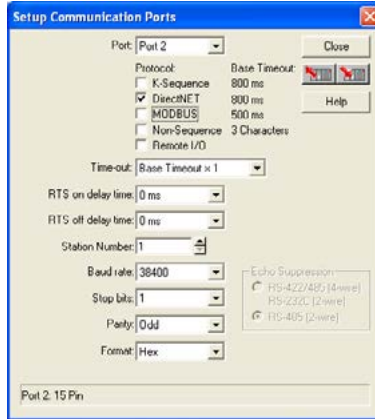 Setup Communication Ports
Port: Port 2
Close
Protocol: Base Timeout:
K-Sequence 800 ms
DirectNET 800 ms
MODBUS 500 ms
Help
Non-Sequence 3 Characters
Remote I/O
Time-out: Base Timeout × 1
RTS on delay time: 0 ms
RTS off delay time: 0 ms
Station Number: 1
Baud rate: 38400
Echo Suppression
RS-422/485 (4-wire)
RS-232C (2-wire)
Stop bits: 1
RS-485 (2-wire)
Parity: Odd
Format: Hex
Port 2: 15 Pin